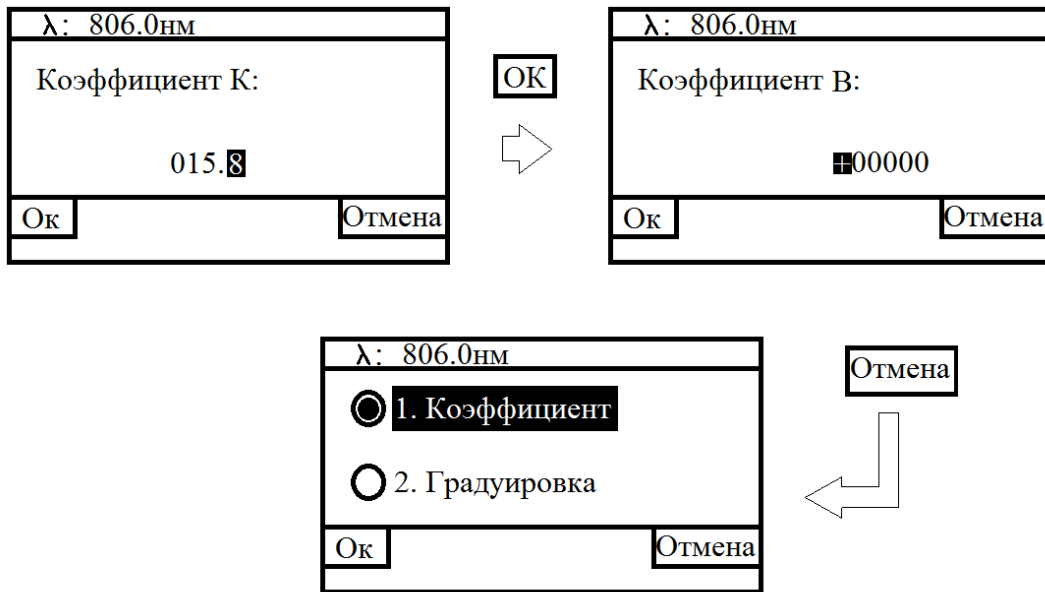 λ: 806.0нм
Коэффициент К:
015.8
Ок Отмена
ОК
λ: 806.0нм
Коэффициент В:
+00000
Ок Отмена
λ: 806.0нм
1. Коэффициент
2. Градуировка
Ок Отмена
Отмена